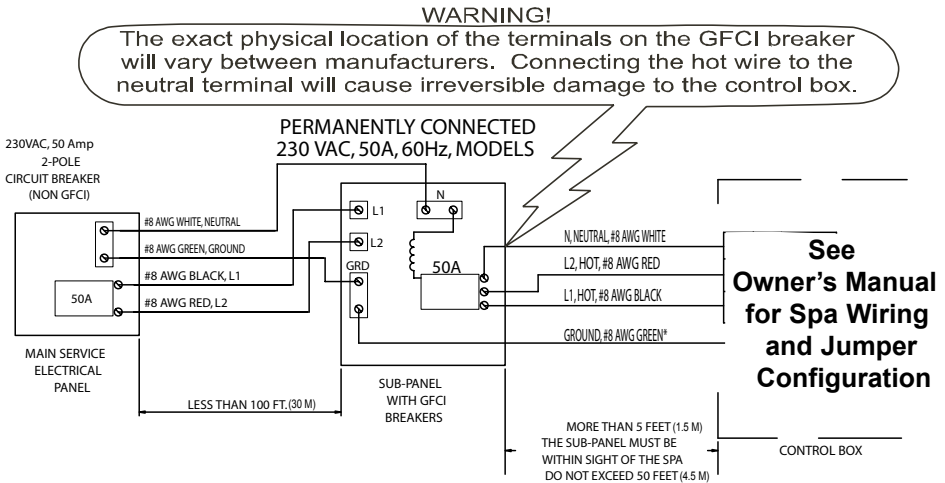 WARNING!
The exact physical location of the terminals on the GFCI breaker
will vary between manufacturers. Connecting the hot wire to the
neutral terminal will cause irreversible damage to the control box.
PERMANENTLY CONNECTED
230 VAC, 50A, 60Hz, MODELS
230VAC, 50 Amp
2-POLE
CIRCUIT BREAKER
(NON GFCI)
#8 AWG WHITE, NEUTRAL
#8 AWG GREEN, GROUND
#8 AWG BLACK, L1
#8 AWG RED, L2
50A
MAIN SERVICE
ELECTRICAL
PANEL
LESS THAN 100 FT. (30 M)
L1
L2
GRD
N
50A
SUB-PANEL
WITH GFCI
BREAKERS
N, NEUTRAL, #8 AWG WHITE
L2, HOT, #8 AWG RED
L1, HOT, #8 AWG BLACK
GROUND, #8 AWG GREEN*
See
Owner's Manual
for Spa Wiring
and Jumper
Configuration
CONTROL BOX
MORE THAN 5 FEET (1.5 M)
THE SUB-PANEL MUST BE
WITHIN SIGHT OF THE SPA
DO NOT EXCEED 50 FEET (4.5 M)